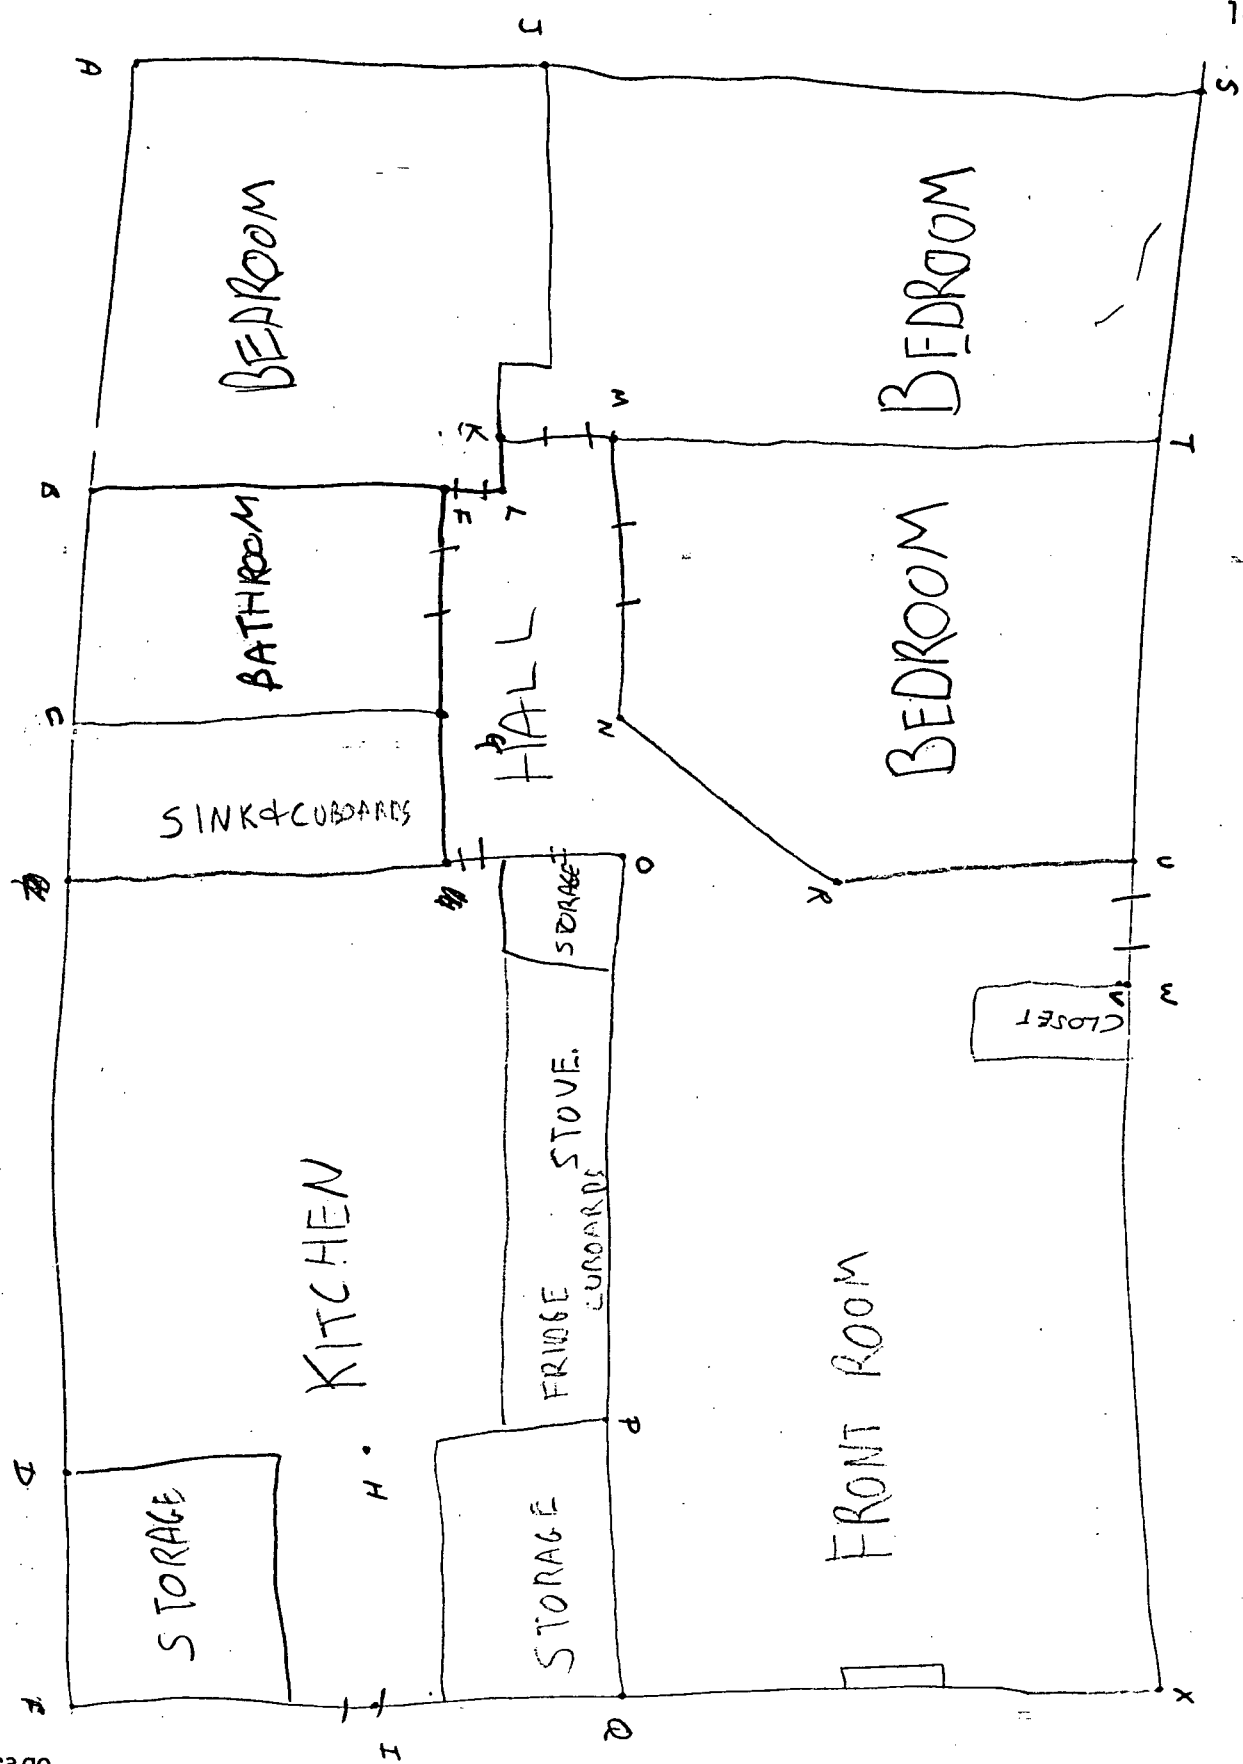 J
A
S
BEDROOM
BEDROOM
M
K
T
B
F
L
BATHROOM
BEDROOM
HALL
C
G
N
SINK & CUBOARDS
O
R
U
STORAGE
W
V
CLOSET
STOVE.
CUBOARDS
KITCHEN
FRIDGE
FRONT ROOM
P
D
H
STORAGE
STORAGE
E
Q
X
I